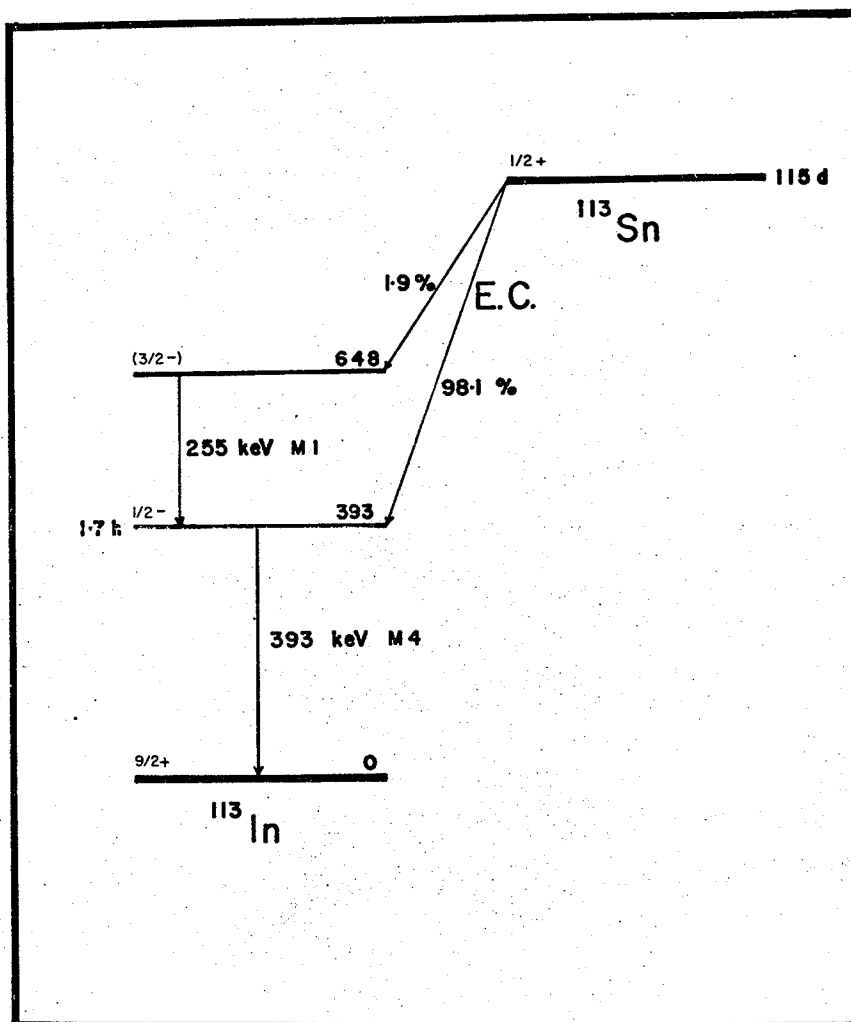 1/2+
115 d
¹¹³Sn
1·9 %
E.C.
(3/2-) 648
98·1 %
255 keV M1
1·7 h 1/2- 393
393 keV M4
9/2+ 0
¹¹³In